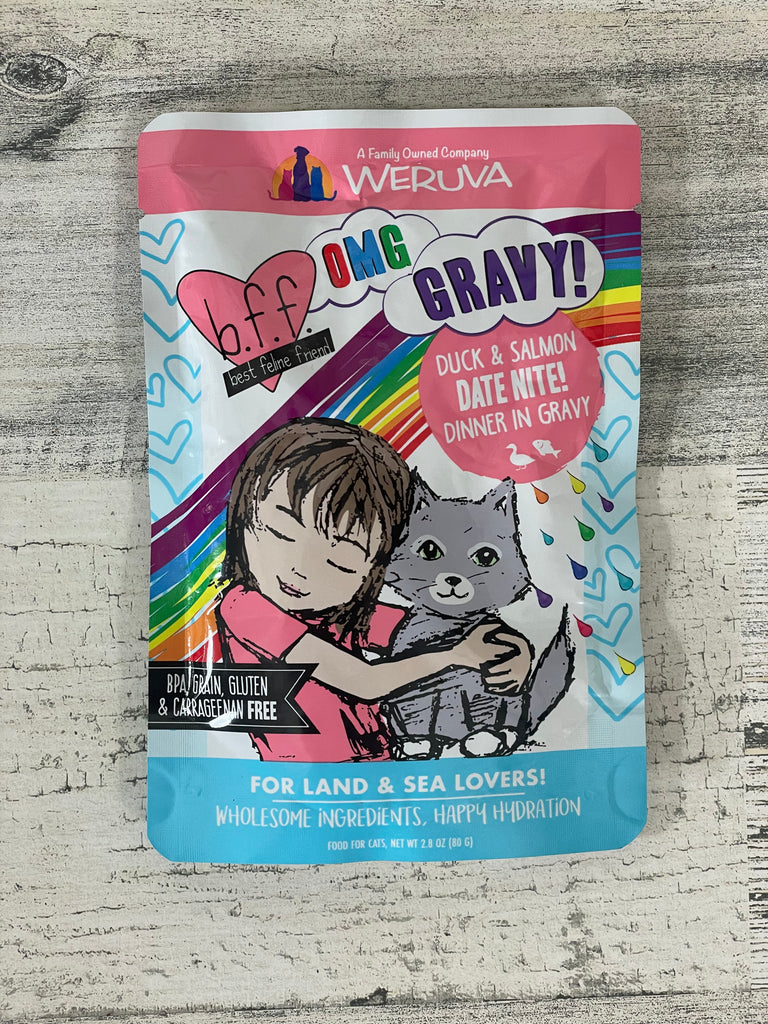 A Family Owned Company
WERUVA
b.f.f.
best feline friend
OMG
GRAVY!
DUCK & SALMON
DATE NITE!
DINNER IN GRAVY
BPA, GRAIN, GLUTEN
& CARRAGEENAN FREE
FOR LAND & SEA LOVERS!
WHOLESOME INGREDIENTS, HAPPY HYDRATION
FOOD FOR CATS, NET WT 2.8 OZ (80 G)